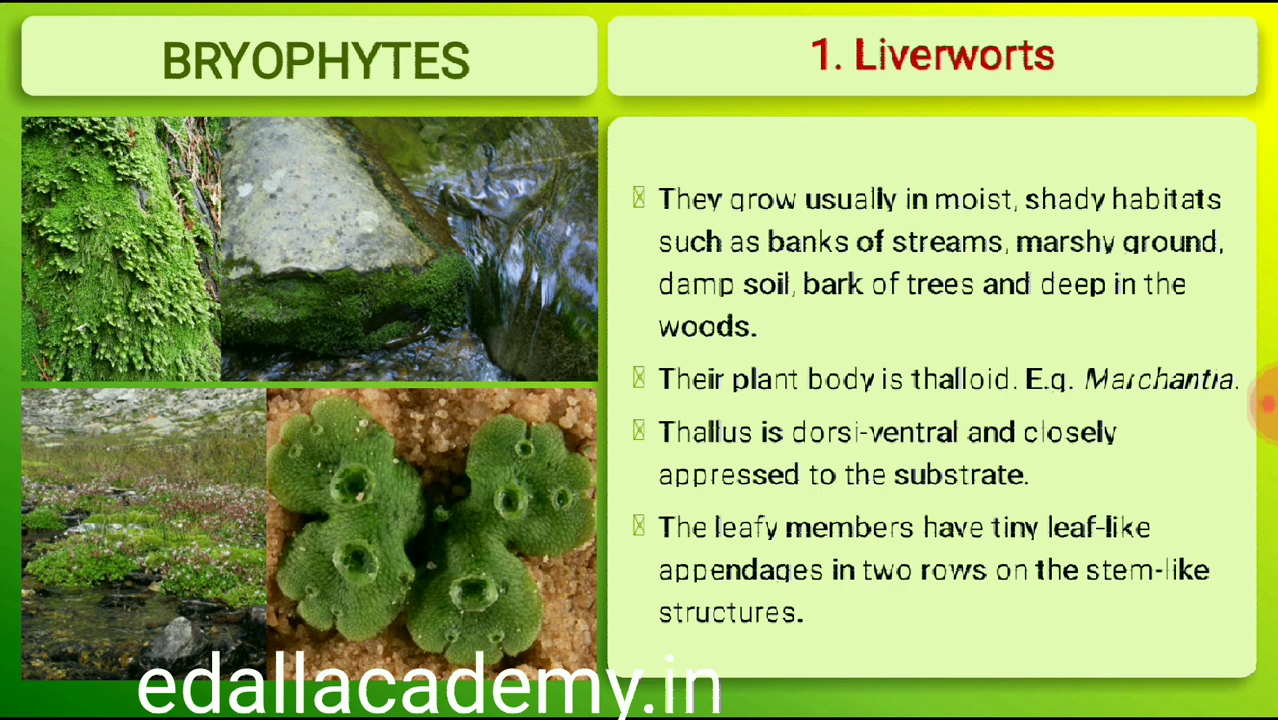 BRYOPHYTES
1. Liverworts
They grow usually in moist, shady habitats
such as banks of streams, marshy ground,
damp soil, bark of trees and deep in the
woods.
Their plant body is thalloid. E.g. Marchantia.
Thallus is dorsi-ventral and closely
appressed to the substrate.
The leafy members have tiny leaf-like
appendages in two rows on the stem-like
structures.
edallacademy.in